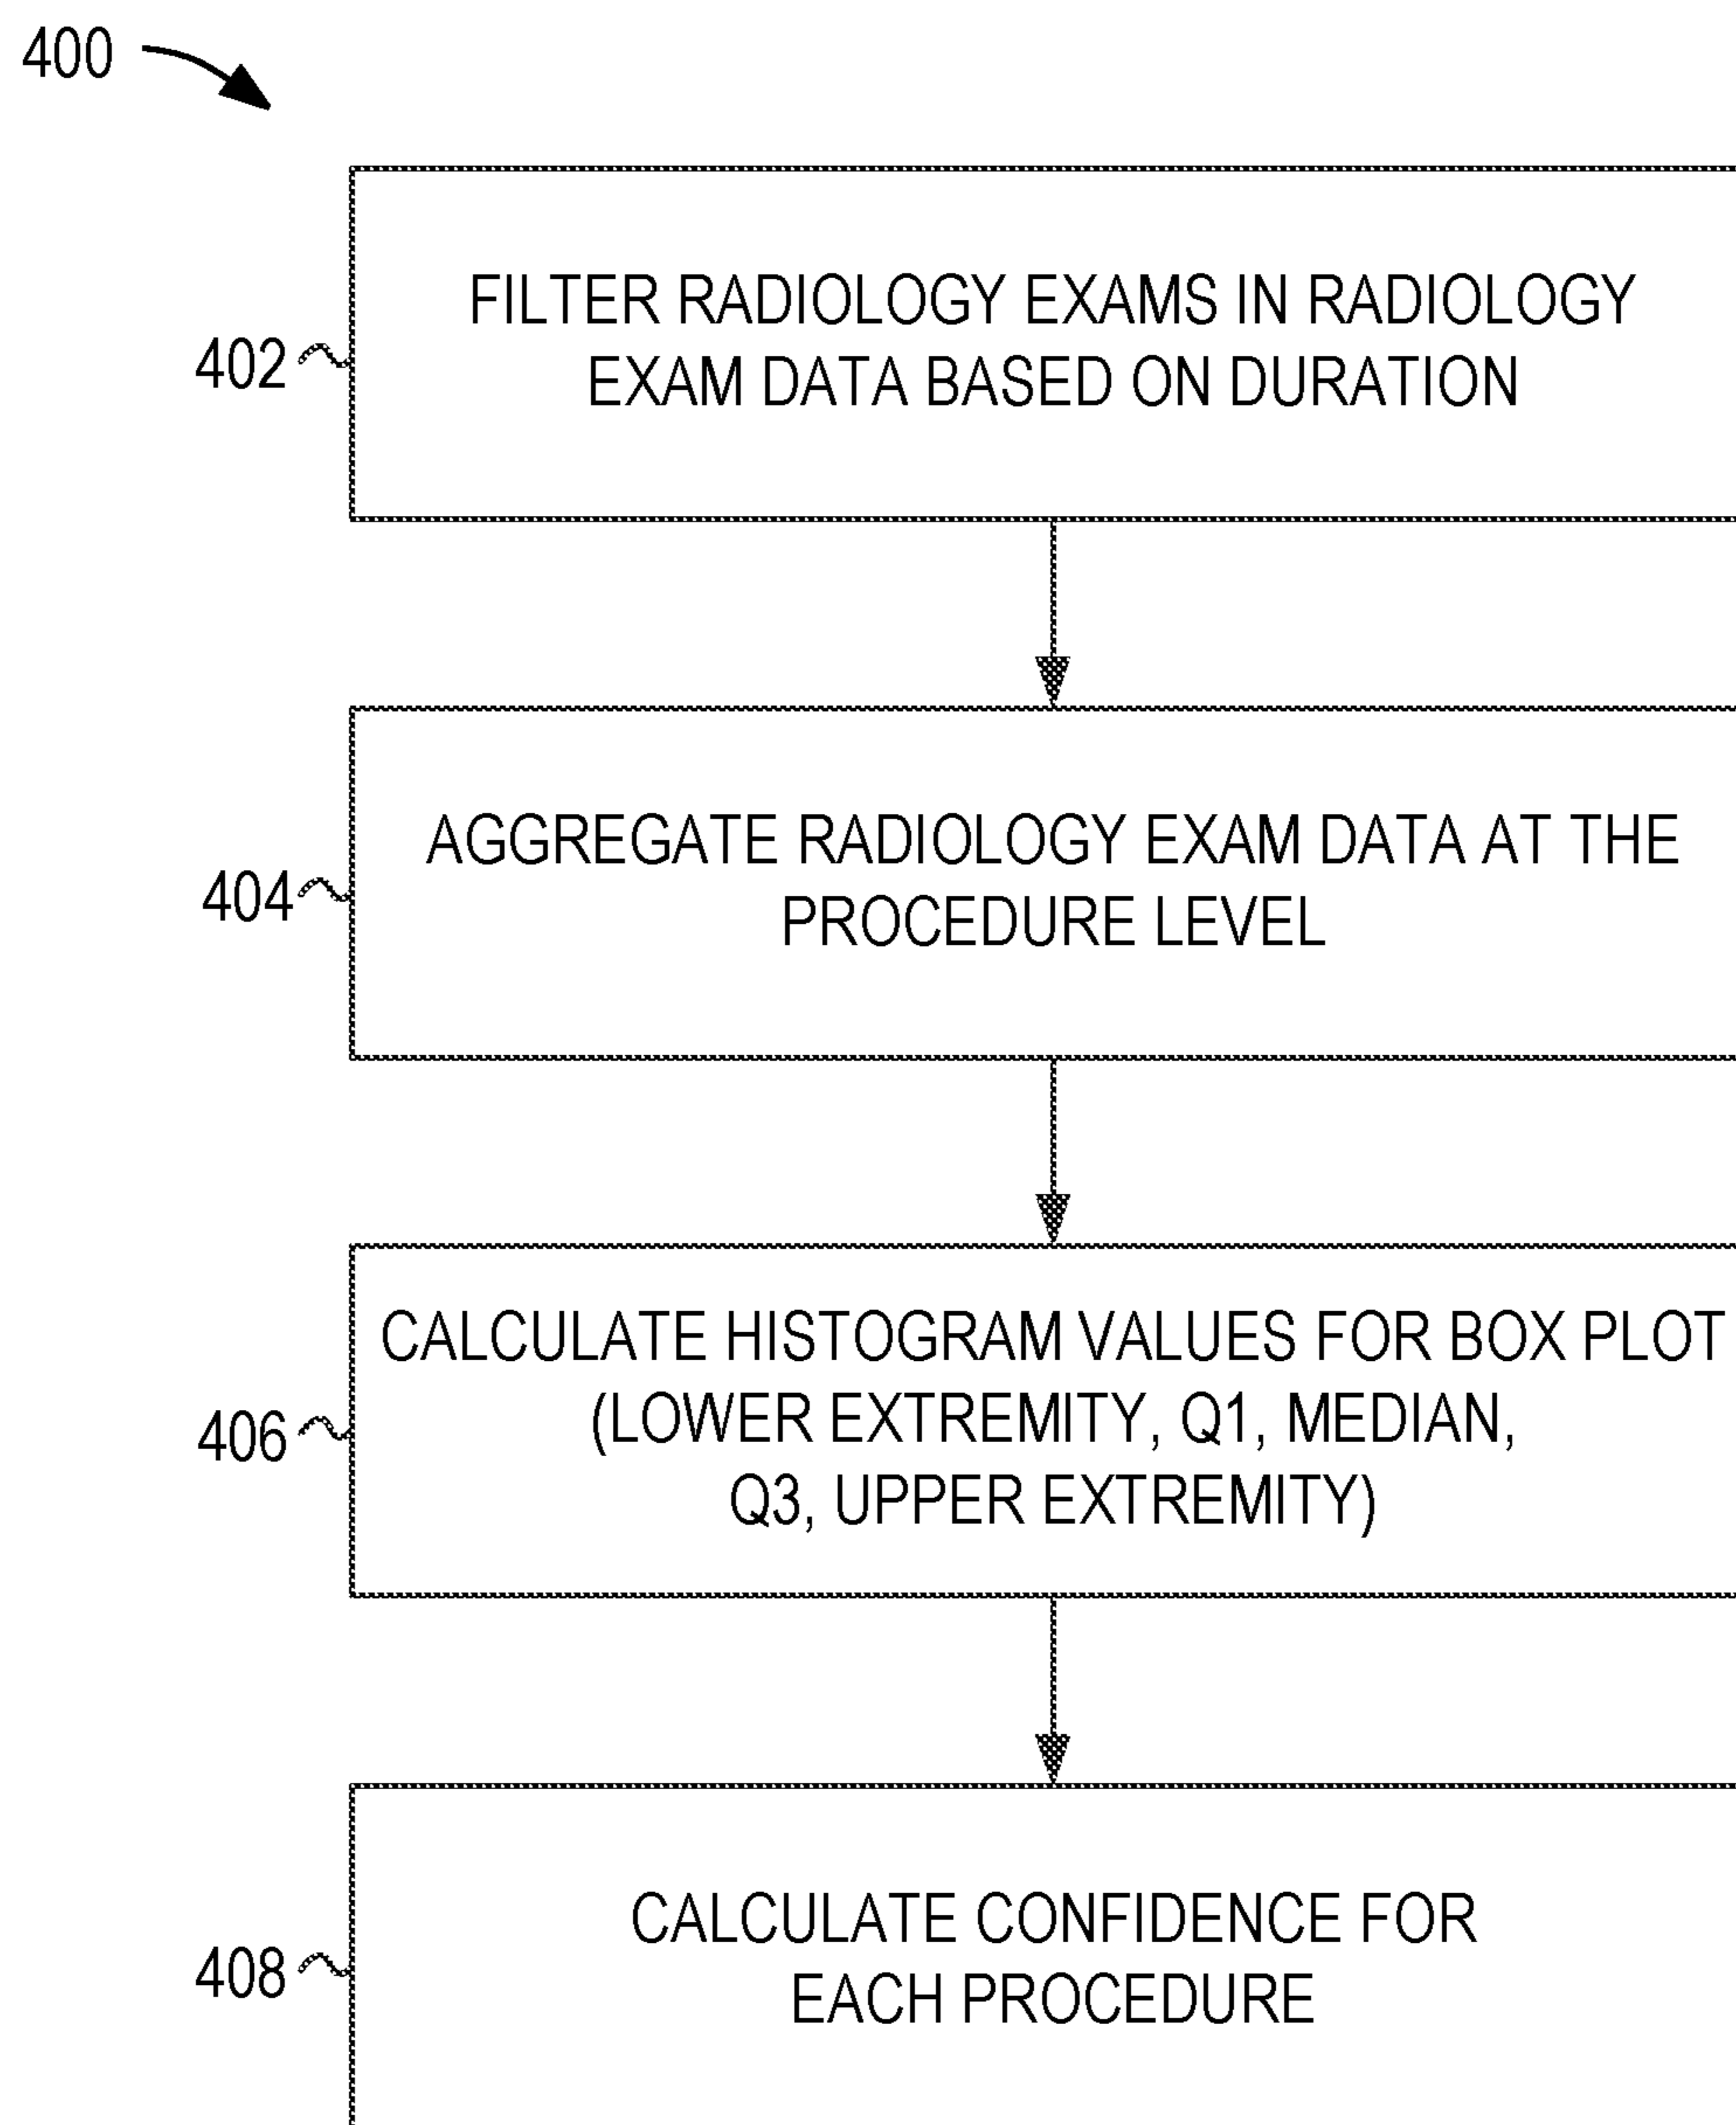 400
FILTER RADIOLOGY EXAMS IN RADIOLOGY
EXAM DATA BASED ON DURATION
402
AGGREGATE RADIOLOGY EXAM DATA AT THE
PROCEDURE LEVEL
404
CALCULATE HISTOGRAM VALUES FOR BOX PLOT
(LOWER EXTREMITY, Q1, MEDIAN,
Q3, UPPER EXTREMITY)
406
CALCULATE CONFIDENCE FOR
EACH PROCEDURE
408